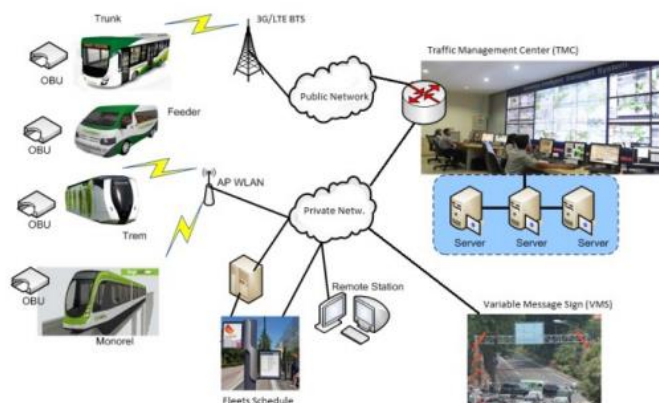 Trunk
3G/LTE BTS
OBU
Traffic Management Center (TMC)
Public Network
Feeder
OBU
AP WLAN
OBU
Trem
Private Netw.
Server
Server
Server
OBU
Remote Station
Variable Message Sign (VMS)
Monorel
Fleets Schedule